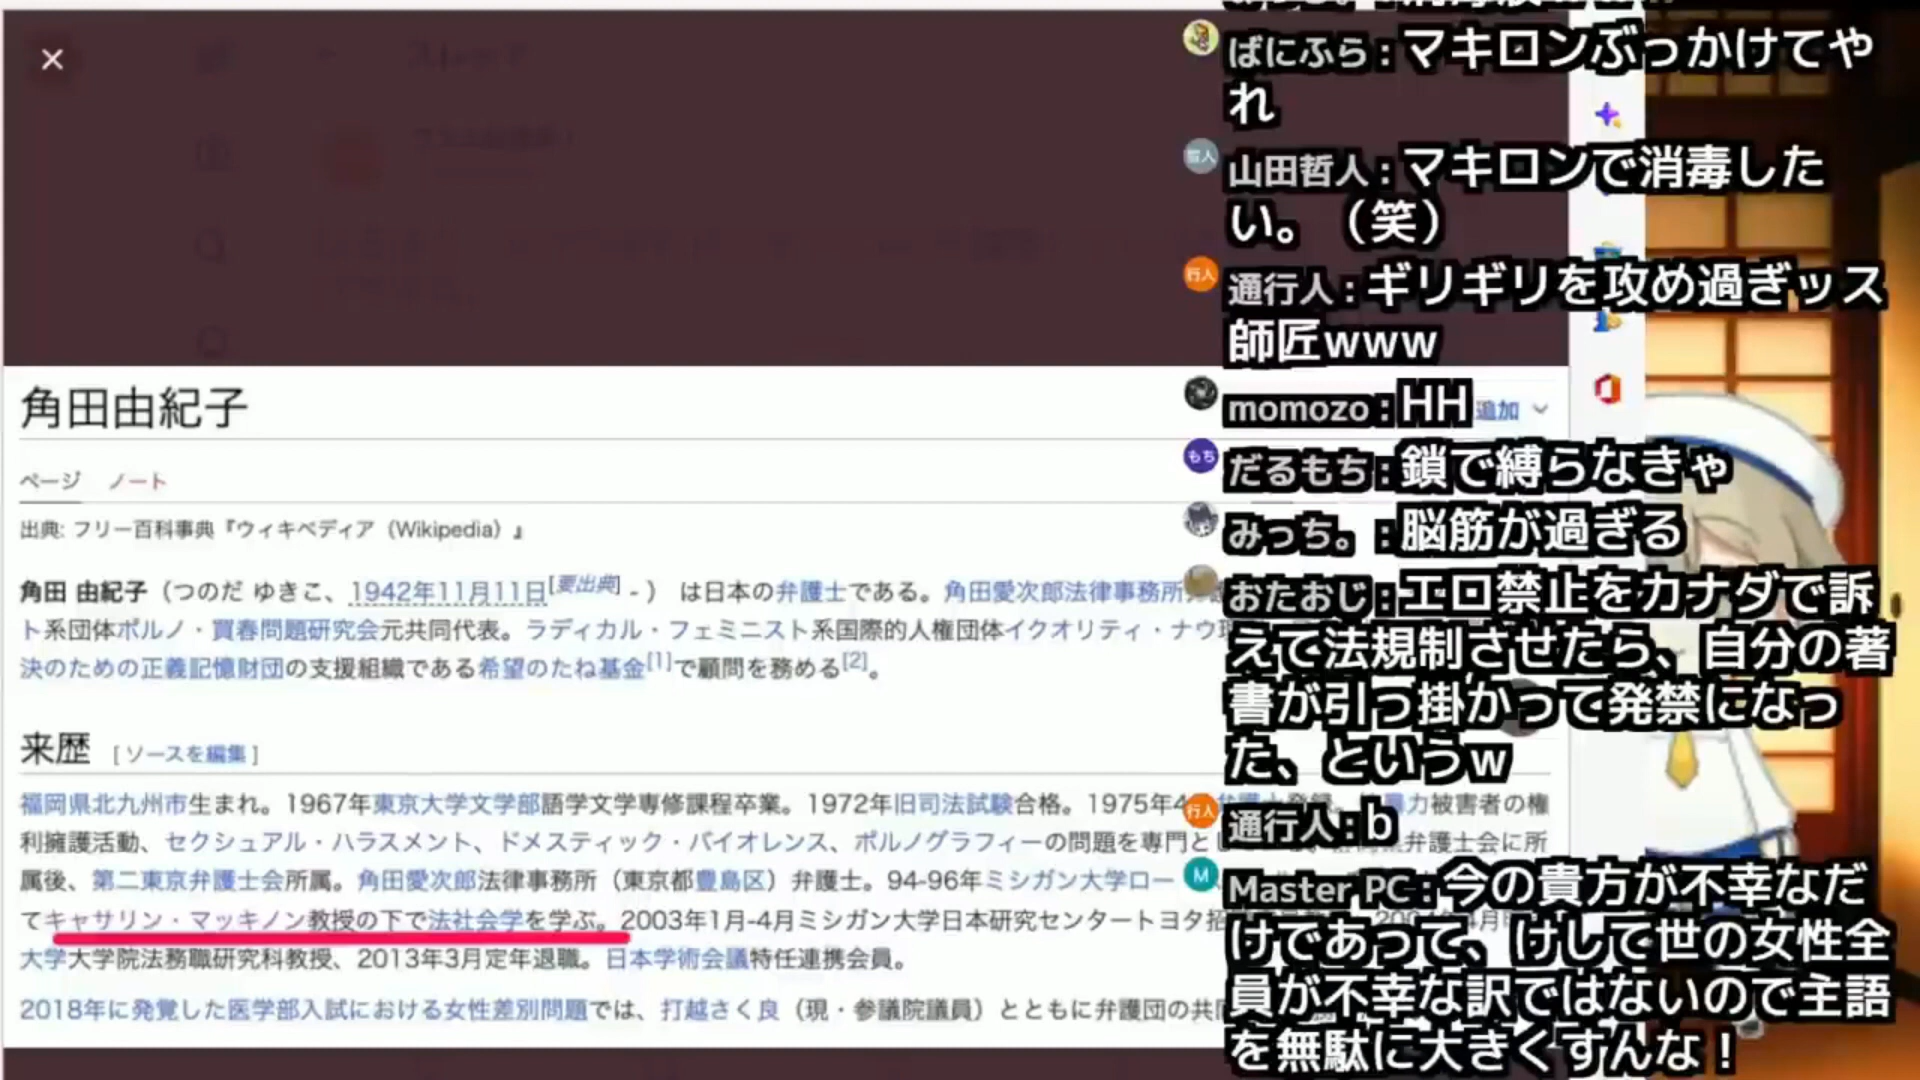 角田由紀子
追加
ページ ノート
出典: フリー百科事典『ウィキペディア（Wikipedia）』
角田 由紀子（つのだ ゆきこ、1942年11月11日[要出典] - ） は日本の弁護士である。角田愛次郎法律事務所
ト系団体ポルノ・買春問題研究会元共同代表。ラディカル・フェミニスト系国際的人権団体イクオリティ・ナウ
決のための正義記憶財団の支援組織である希望のたね基金[1]で顧問を務める[2]。
来歴 [ ソースを編集 ]
福岡県北九州市生まれ。1967年東京大学文学部語学文学専修課程卒業。1972年旧司法試験合格。1975年4 力被害者の権
利擁護活動、セクシュアル・ハラスメント、ドメスティック・バイオレンス、ポルノグラフィーの問題を専門と 弁護士会に所
属後、第二東京弁護士会所属。角田愛次郎法律事務所（東京都豊島区）弁護士。94-96年ミシガン大学ロー
てキャサリン・マッキノン教授の下で法社会学を学ぶ。2003年1月-4月ミシガン大学日本研究センタートヨタ招
大学大学院法務職研究科教授、2013年3月定年退職。日本学術会議特任連携会員。
2018年に発覚した医学部入試における女性差別問題では、打越さく良（現・参議院議員）とともに弁護団の共同
ばにふら : マキロンぶっかけてや
れ
哲人 山田哲人 : マキロンで消毒した
い。（笑）
行人 通行人 : ギリギリを攻め過ぎッス
師匠www
momozo : HH
もち だるもち : 鎖で縛らなきゃ
みっち。 : 脳筋が過ぎる
おたおじ : エロ禁止をカナダで訴
えて法規制させたら、自分の著
書が引っ掛かって発禁になっ
た、というw
行人 通行人 : b
M Master PC : 今の貴方が不幸なだ
けであって、けして世の女性全
員が不幸な訳ではないので主語
を無駄に大きくすんな！